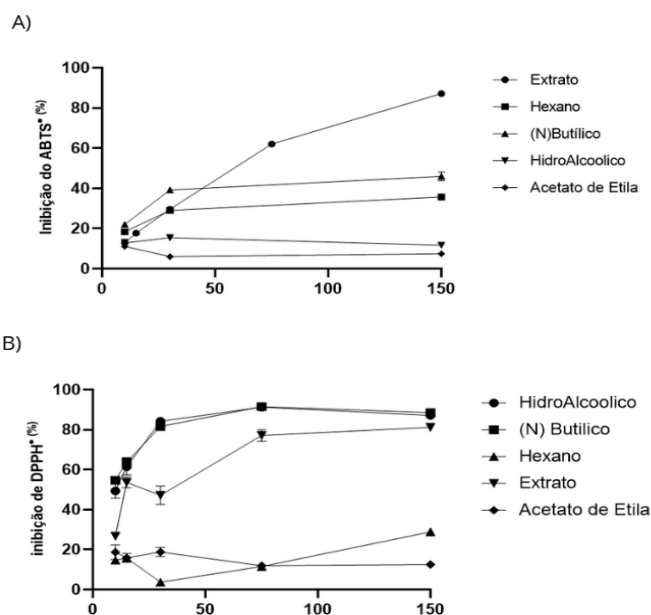 A)
100
80
60
40
20
0
Inibição do ABTS• (%)
0 50 100 150
Extrato
Hexano
(N)Butílico
HidroAlcoolico
Acetato de Etila
B)
100
80
60
40
20
0
inibição de DPPH• (%)
0 50 100 150
HidroAlcoolico
(N) Butilico
Hexano
Extrato
Acetato de Etila